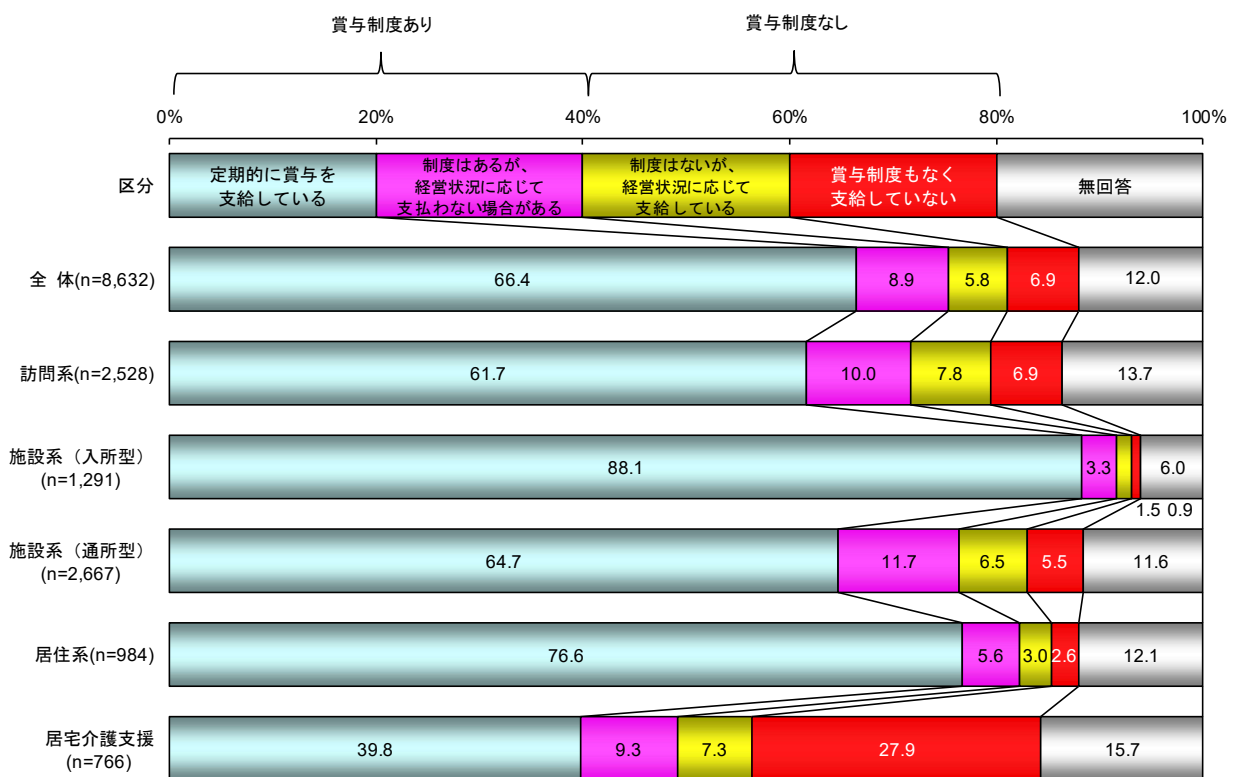 賞与制度あり
賞与制度なし
0%
20%
40%
60%
80%
100%
区分
定期的に賞与を
支給している
制度はあるが、
経営状況に応じて
支払わない場合がある
制度はないが、
経営状況に応じて
支給している
賞与制度もなく
支給していない
無回答
全 体(n=8,632)
66.4
8.9
5.8
6.9
12.0
訪問系(n=2,528)
61.7
10.0
7.8
6.9
13.7
施設系（入所型）
(n=1,291)
88.1
3.3
6.0
1.5 0.9
施設系（通所型）
(n=2,667)
64.7
11.7
6.5
5.5
11.6
居住系(n=984)
76.6
5.6
3.0
2.6
12.1
居宅介護支援
(n=766)
39.8
9.3
7.3
27.9
15.7